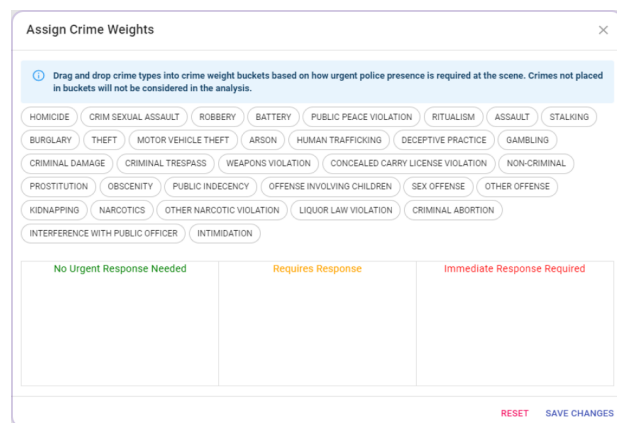 Assign Crime Weights
Drag and drop crime types into crime weight buckets based on how urgent police presence is required at the scene. Crimes not placed
in buckets will not be considered in the analysis.
HOMICIDE CRIM SEXUAL ASSAULT ROBBERY BATTERY PUBLIC PEACE VIOLATION RITUALISM ASSAULT STALKING
BURGLARY THEFT MOTOR VEHICLE THEFT ARSON HUMAN TRAFFICKING DECEPTIVE PRACTICE GAMBLING
CRIMINAL DAMAGE CRIMINAL TRESPASS WEAPONS VIOLATION CONCEALED CARRY LICENSE VIOLATION NON-CRIMINAL
PROSTITUTION OBSCENITY PUBLIC INDECENCY OFFENSE INVOLVING CHILDREN SEX OFFENSE OTHER OFFENSE
KIDNAPPING NARCOTICS OTHER NARCOTIC VIOLATION LIQUOR LAW VIOLATION CRIMINAL ABORTION
INTERFERENCE WITH PUBLIC OFFICER INTIMIDATION
No Urgent Response Needed Requires Response Immediate Response Required
RESET SAVE CHANGES